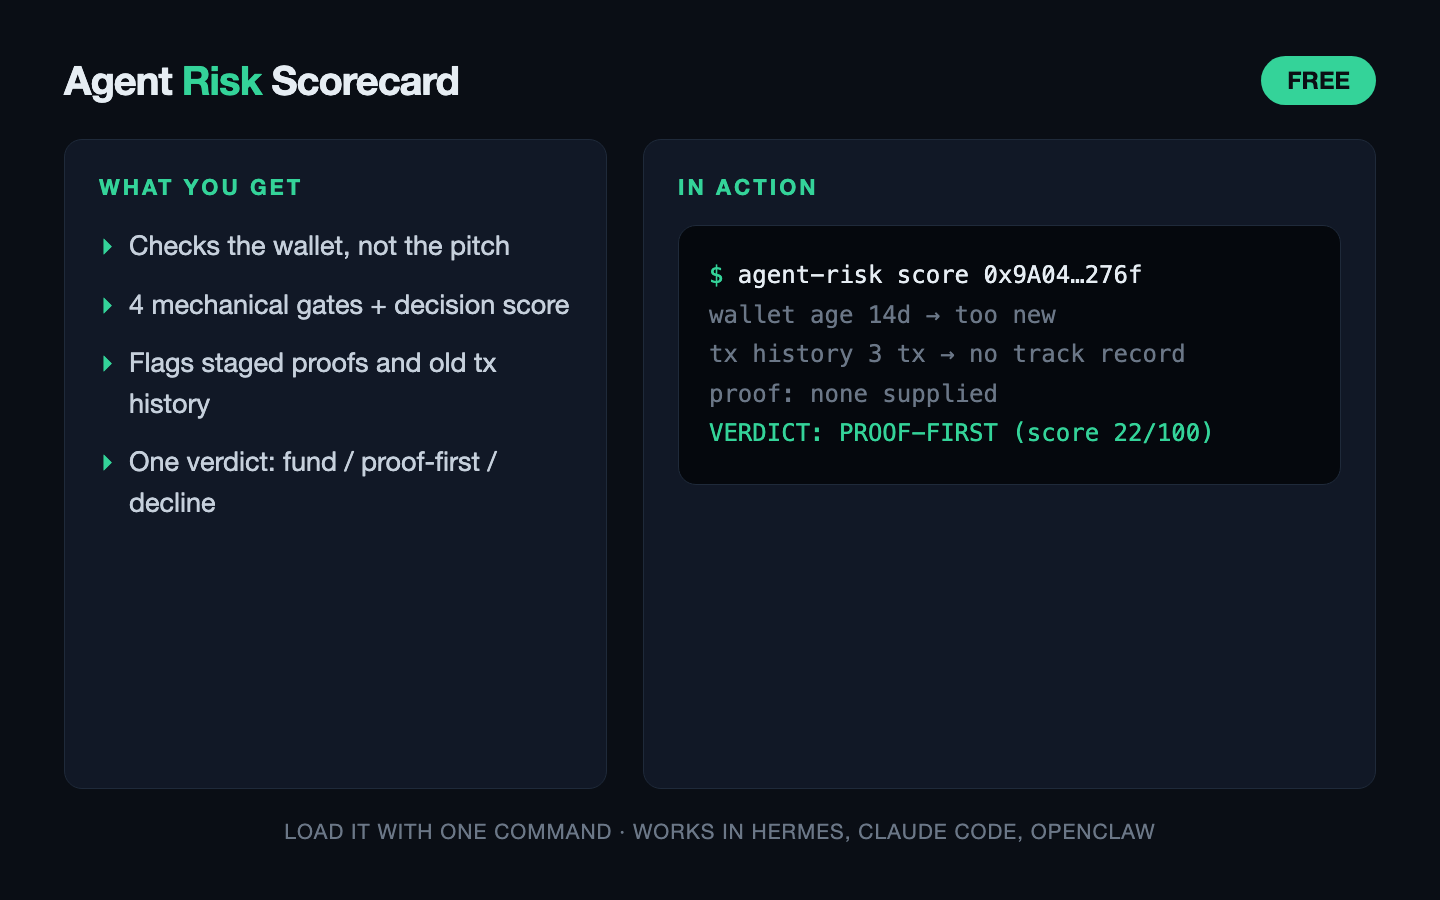 Agent Risk Scorecard
FREE
WHAT YOU GET
Checks the wallet, not the pitch
4 mechanical gates + decision score
Flags staged proofs and old tx
history
One verdict: fund / proof-first /
decline
IN ACTION
$ agent-risk score 0x9A04…276f
wallet age 14d → too new
tx history 3 tx → no track record
proof: none supplied
VERDICT: PROOF-FIRST (score 22/100)
LOAD IT WITH ONE COMMAND · WORKS IN HERMES, CLAUDE CODE, OPENCLAW